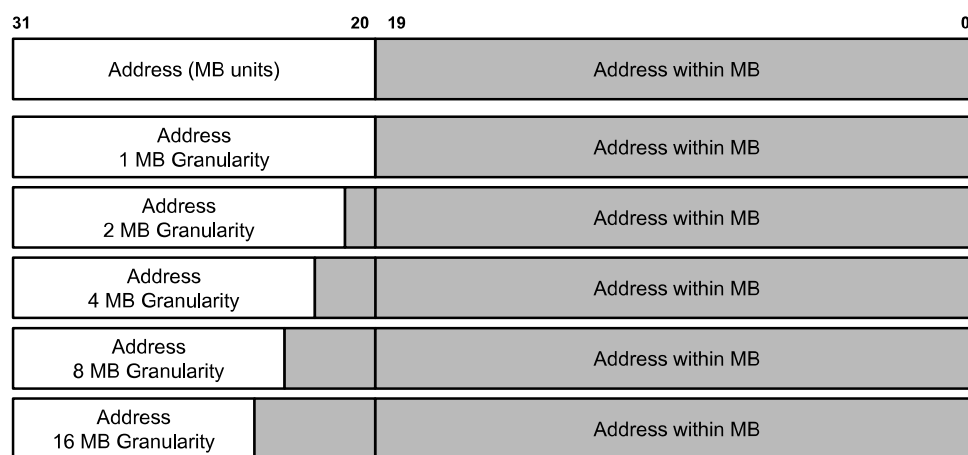 31 20 19 0
Address (MB units) Address within MB
Address
1 MB Granularity
Address within MB
Address
2 MB Granularity
Address within MB
Address
4 MB Granularity
Address within MB
Address
8 MB Granularity
Address within MB
Address
16 MB Granularity
Address within MB